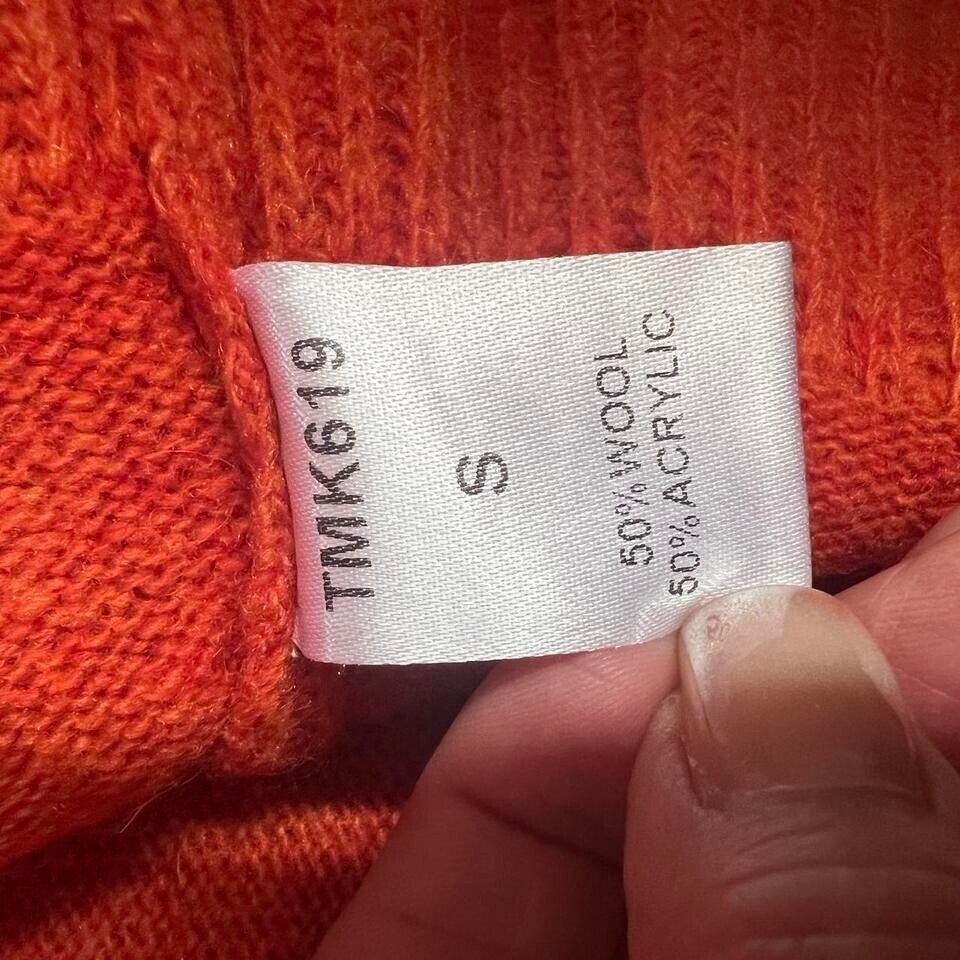 TMK619
S
50% WOOL
50% ACRYLIC